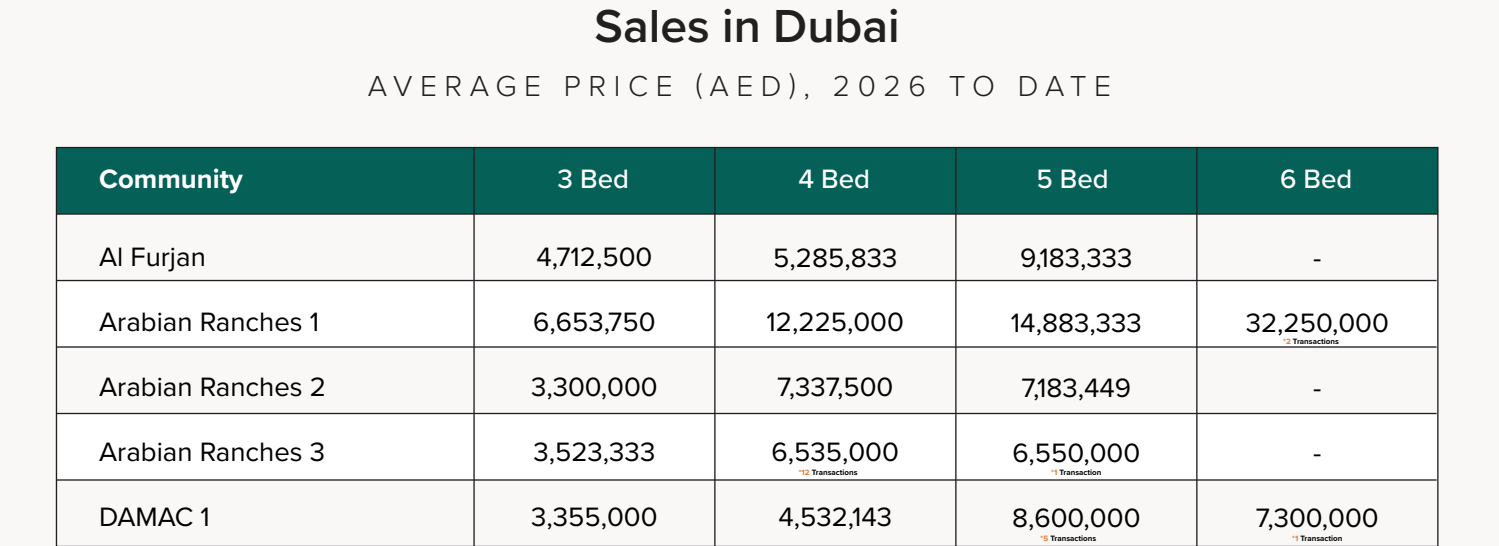 Sales in Dubai
AVERAGE PRICE (AED), 2026 TO DATE
Community 3 Bed 4 Bed 5 Bed 6 Bed
Al Furjan 4,712,500 5,285,833 9,183,333 -
Arabian Ranches 1 6,653,750 12,225,000 14,883,333 32,250,000
*2 Transactions
Arabian Ranches 2 3,300,000 7,337,500 7,183,449 -
Arabian Ranches 3 3,523,333 6,535,000 6,550,000 -
*12 Transactions *1 Transaction
DAMAC 1 3,355,000 4,532,143 8,600,000 7,300,000
*5 Transactions *1 Transaction